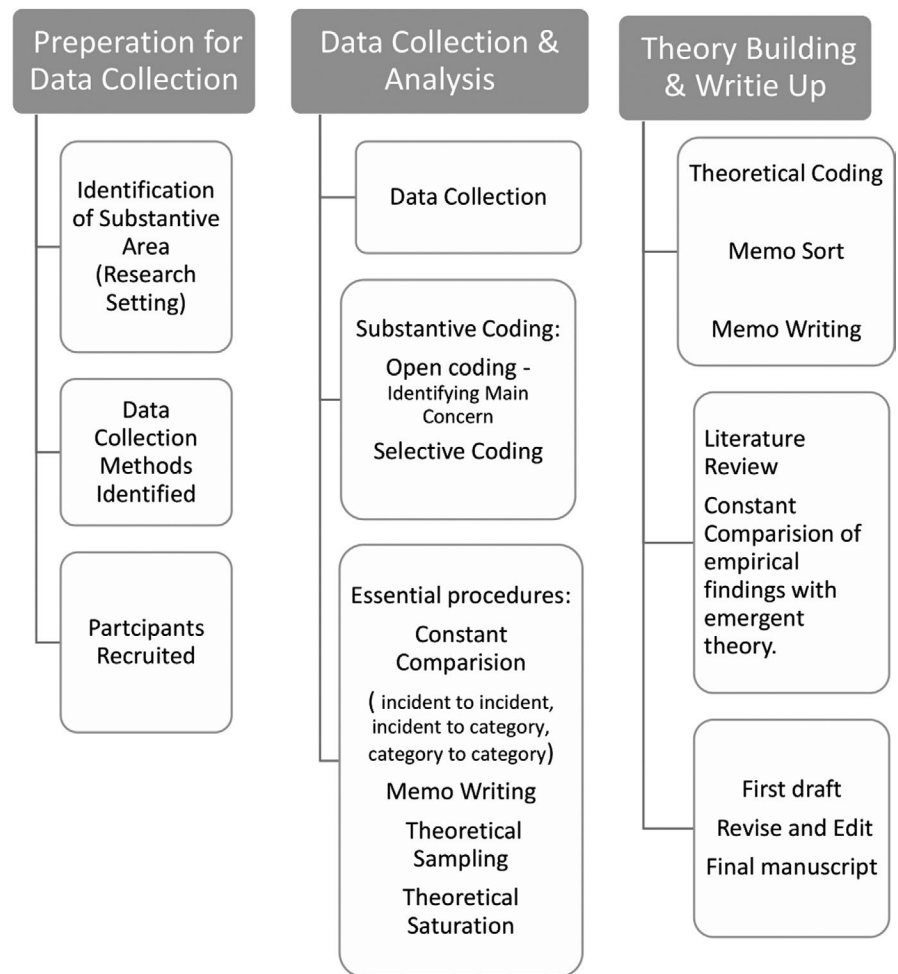 Preperation for
Data Collection
Identification
of Substantive
Area
(Research
Setting)
Data
Collection
Methods
Identified
Partcipants
Recruited
Data Collection &
Analysis
Data Collection
Substantive Coding:
Open coding -
Identifying Main
Concern
Selective Coding
Essential procedures:
Constant
Comparision
( incident to incident,
incident to category,
category to category)
Memo Writing
Theoretical
Sampling
Theoretical
Saturation
Theory Building
& Writie Up
Theoretical Coding
Memo Sort
Memo Writing
Literature
Review
Constant
Comparision of
empirical
findings with
emergent
theory.
First draft
Revise and Edit
Final manuscript